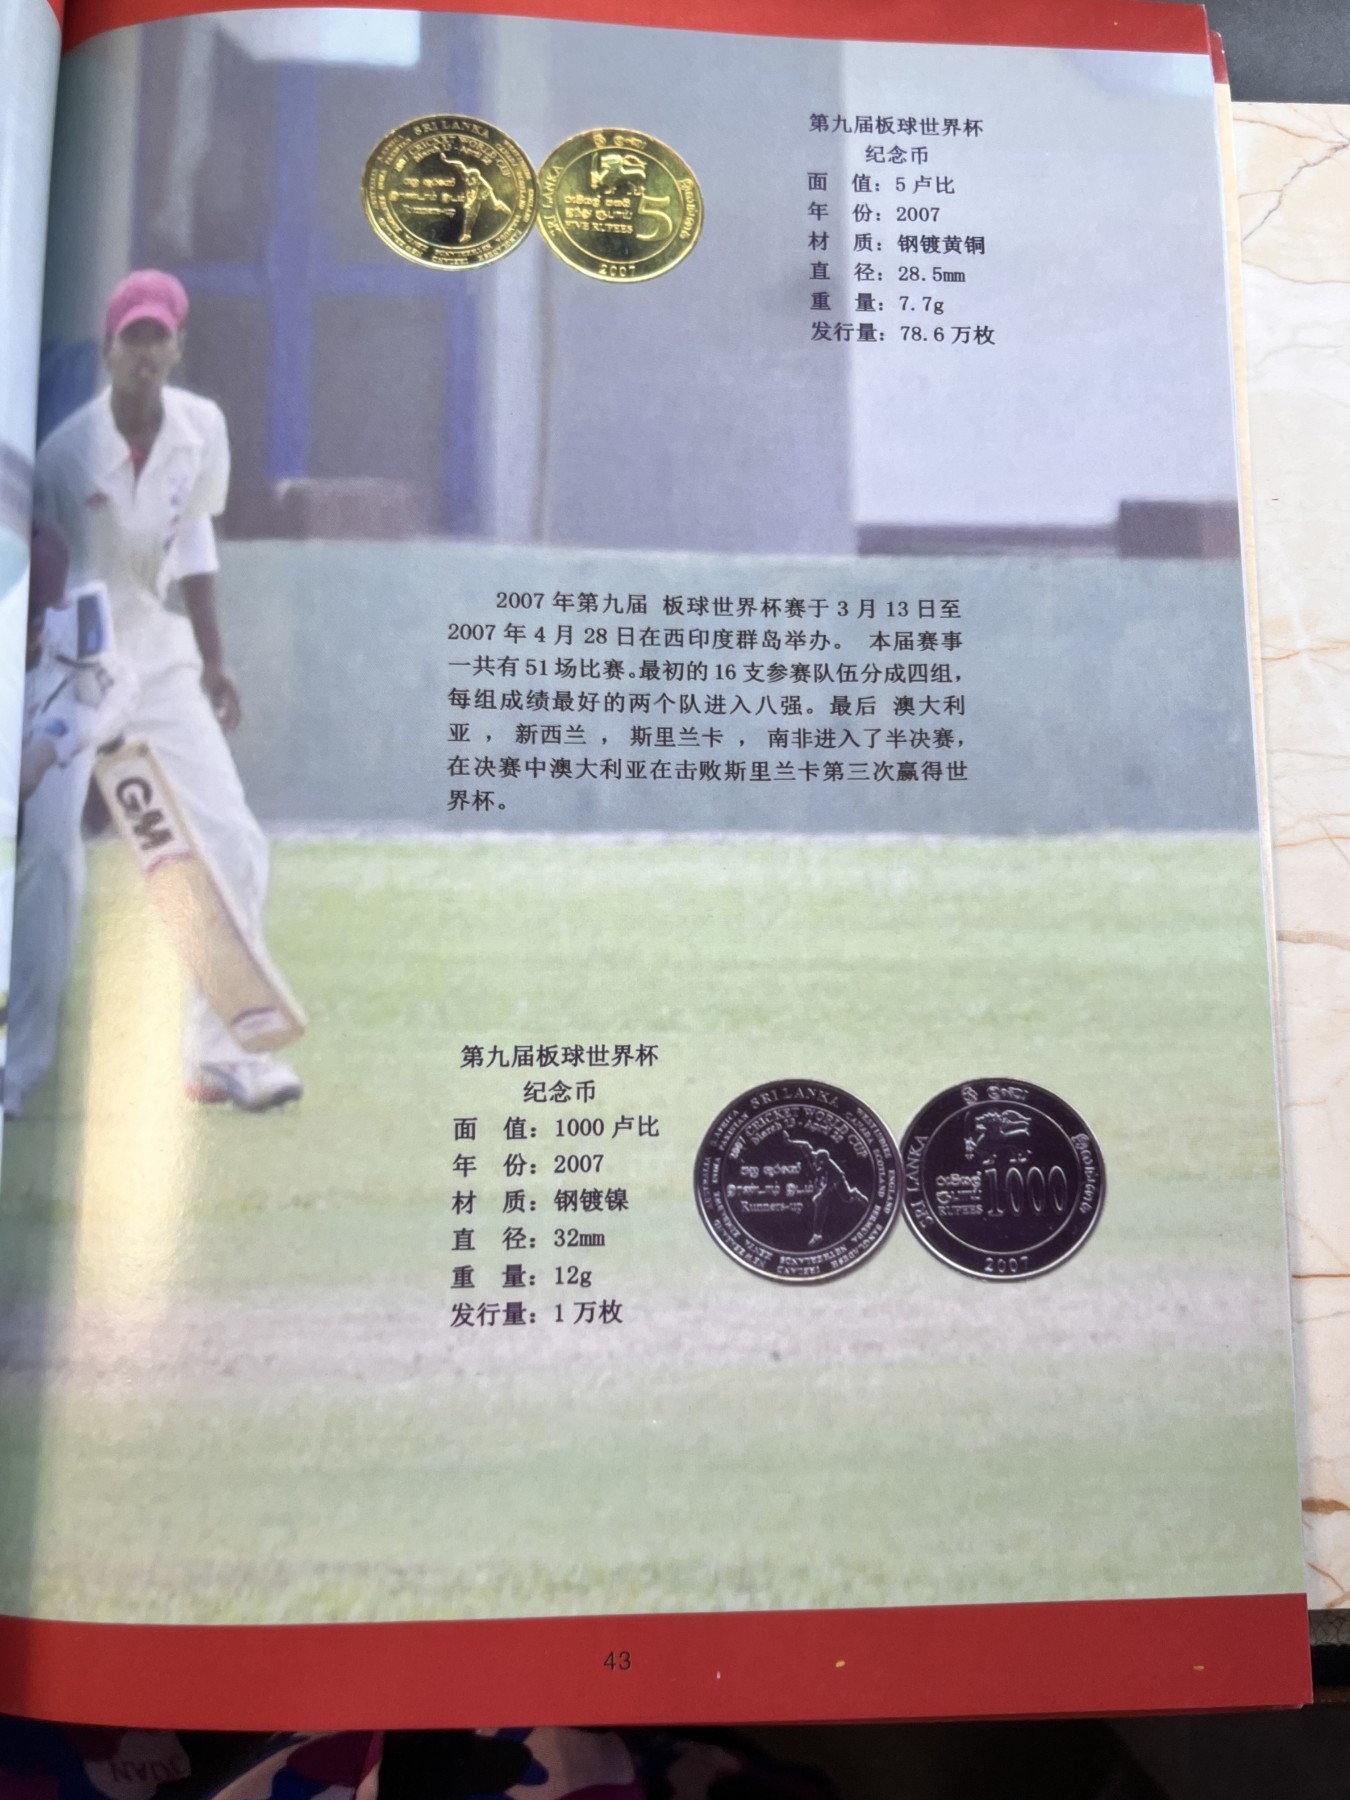 SRI LANKA
2007 CRICKET WORLD CUP
Runners-up
SRI LANKA
5
FIVE RUPEES
2007
第九届板球世界杯
纪念币
面 值：5 卢比
年 份：2007
材 质：钢镀黄铜
直 径：28.5mm
重 量：7.7g
发行量：78.6 万枚
GM
2007 年第九届 板球世界杯赛于 3 月 13 日至
2007 年 4 月 28 日在西印度群岛举办。 本届赛事
一共有 51 场比赛。最初的 16 支参赛队伍分成四组，
每组成绩最好的两个队进入八强。最后 澳大利
亚 ， 新西兰 ， 斯里兰卡 ， 南非进入了半决赛，
在决赛中澳大利亚在击败斯里兰卡第三次赢得世
界杯。
第九届板球世界杯
纪念币
面 值：1000 卢比
年 份：2007
材 质：钢镀镍
直 径：32mm
重 量：12g
发行量：1 万枚
SRI LANKA
2007 CRICKET WORLD CUP
Runners-up
SRI LANKA
RUPEES
1000
2007
43